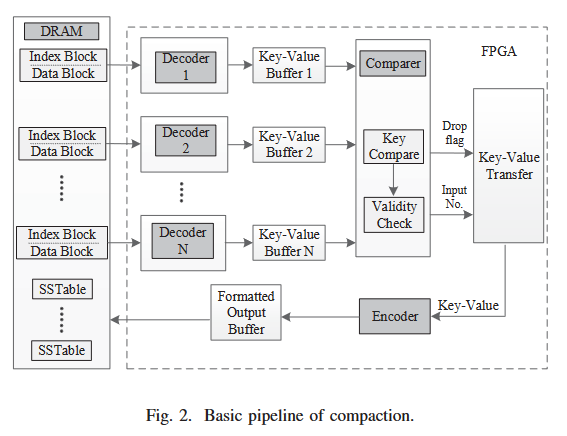 DRAM
FPGA
Index Block
Data Block
Decoder
1
Key-Value
Buffer 1
Comparer
Index Block
Data Block
Decoder
2
Key-Value
Buffer 2
Key
Compare
Drop
flag
Key-Value
Transfer
Validity
Check
Input
No.
Index Block
Data Block
Decoder
N
Key-Value
Buffer N
SSTable
SSTable
Formatted
Output
Buffer
Encoder
Key-Value
Fig. 2. Basic pipeline of compaction.